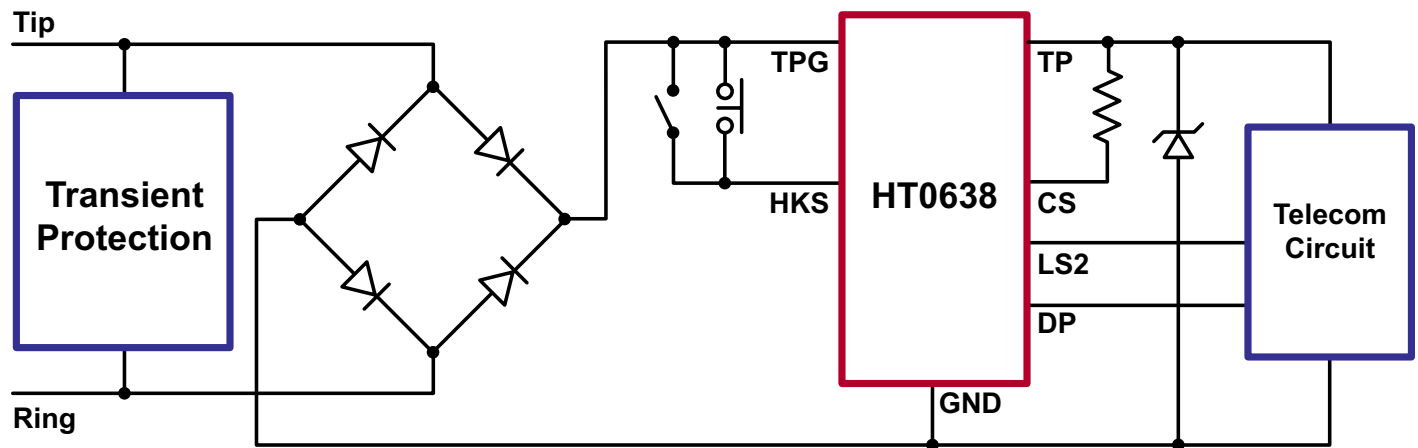 Tip
Transient
Protection
Ring
TPG
HKS
HT0638
TP
CS
LS2
DP
GND
Telecom
Circuit